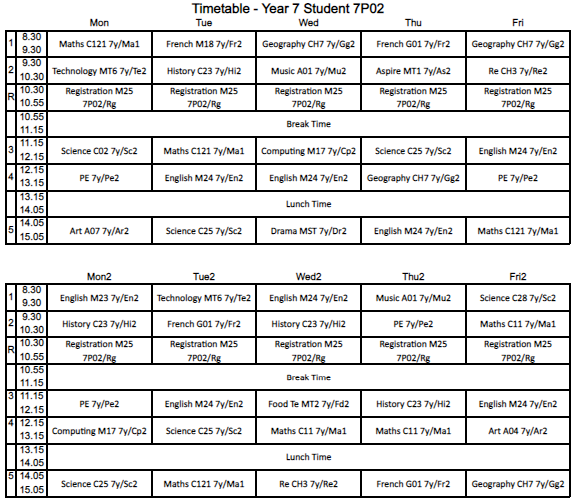 Timetable - Year 7 Student 7P02
Mon Tue Wed Thu Fri
1 8.30 9.30 Maths C121 7y/Ma1 French M18 7y/Fr2 Geography CH7 7y/Gg2 French G01 7y/Fr2 Geography CH7 7y/Gg2
2 9.30 10.30 Technology MT6 7y/Te2 History C23 7y/Hi2 Music A01 7y/Mu2 Aspire MT1 7y/As2 Re CH3 7y/Re2
R 10.30 Registration M25 Registration M25 Registration M25 Registration M25 Registration M25
10.55 7P02/Rg 7P02/Rg 7P02/Rg 7P02/Rg 7P02/Rg
10.55 11.15 Break Time
3 11.15 12.15 Science C02 7y/Sc2 Maths C121 7y/Ma1 Computing M17 7y/Cp2 Science C25 7y/Sc2 English M24 7y/En2
4 12.15 13.15 PE 7y/Pe2 English M24 7y/En2 English M24 7y/En2 Geography CH7 7y/Gg2 PE 7y/Pe2
13.15 14.05 Lunch Time
5 14.05 15.05 Art A07 7y/Ar2 Science C25 7y/Sc2 Drama MST 7y/Dr2 English M24 7y/En2 Maths C121 7y/Ma1
Mon2 Tue2 Wed2 Thu2 Fri2
1 8.30 9.30 English M23 7y/En2 Technology MT6 7y/Te2 English M24 7y/En2 Music A01 7y/Mu2 Science C28 7y/Sc2
2 9.30 10.30 History C23 7y/Hi2 French G01 7y/Fr2 History C23 7y/Hi2 PE 7y/Pe2 Maths C11 7y/Ma1
R 10.30 Registration M25 Registration M25 Registration M25 Registration M25 Registration M25
10.55 7P02/Rg 7P02/Rg 7P02/Rg 7P02/Rg 7P02/Rg
10.55 11.15 Break Time
3 11.15 12.15 PE 7y/Pe2 English M24 7y/En2 Food Te MT2 7y/Fd2 History C23 7y/Hi2 English M24 7y/En2
4 12.15 13.15 Computing M17 7y/Cp2 Science C25 7y/Sc2 Maths C11 7y/Ma1 Maths C11 7y/Ma1 Art A04 7y/Ar2
13.15 14.05 Lunch Time
5 14.05 15.05 Science C25 7y/Sc2 Maths C121 7y/Ma1 Re CH3 7y/Re2 French G01 7y/Fr2 Geography CH7 7y/Gg2